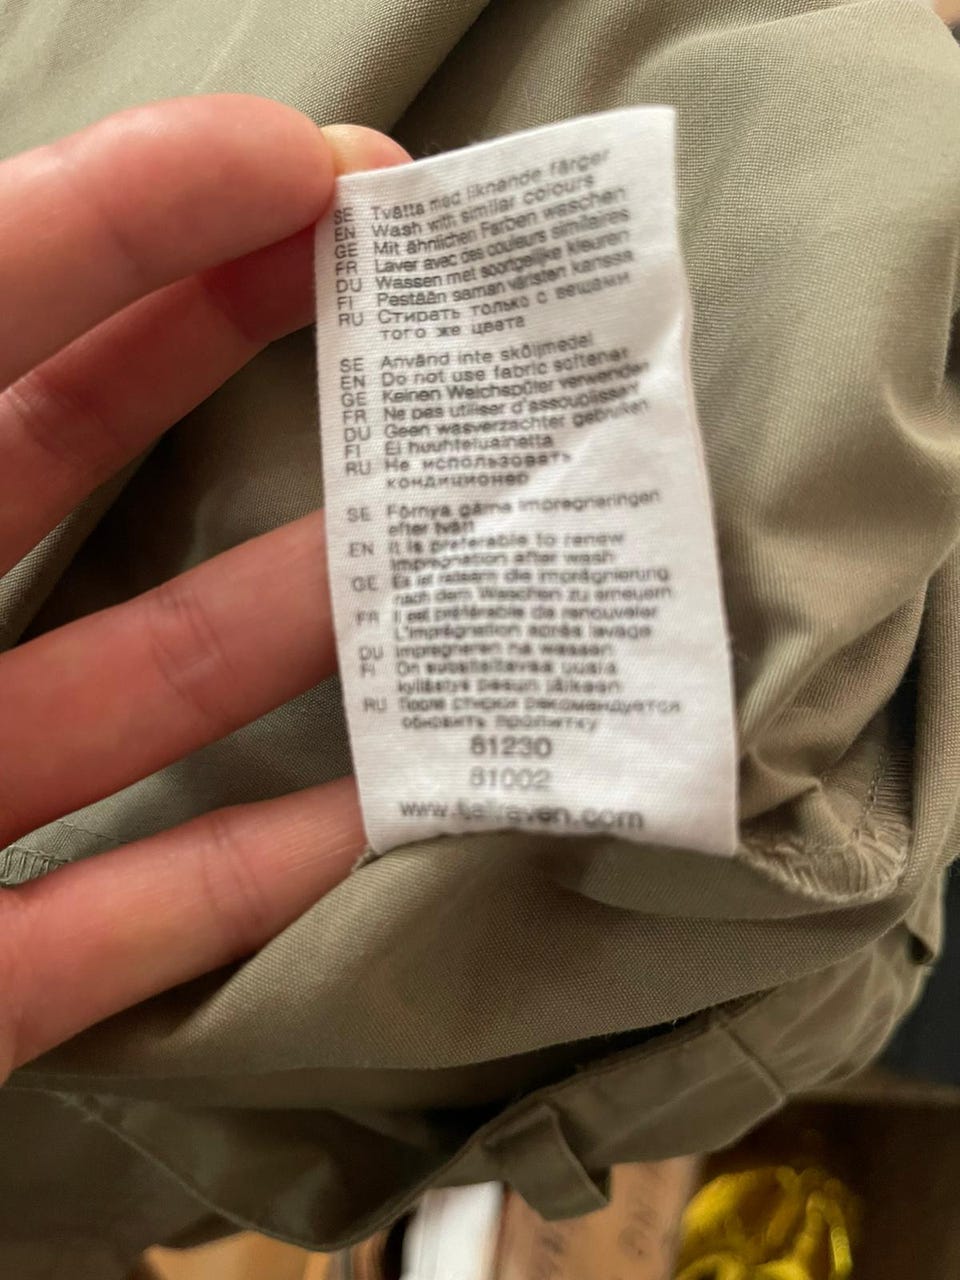 SE Tvätta med liknande färger
EN Wash with similar colours
GE Mit ähnlichen Farben waschen
FR Laver avec des couleurs similaires
DU Wassen met soortgelijke kleuren
FI Pestään saman väristen kanssa
RU Стирать только с вещами
того же цвета
SE Använd inte sköljmedel
EN Do not use fabric softener
GE Keinen Weichspüler verwenden
FR Ne pas utiliser d'assouplissant
DU Geen wasverzachter gebruiken
FI Ei huuhteluainetta
RU Не использовать
кондиционер
SE Förnya gärna impregneringen
efter tvätt
EN It is preferable to renew
impregnation after wash
GE Es ist ratsam die Imprägnierung
nach dem Waschen zu erneuern
FR Il est préférable de renouveler
L'imprégnation après lavage
DU Impregneren na wassen
FI On suositeltavaa uusia
kyllästys pesun jälkeen
RU После стирки рекомендуется
обновить пропитку
81230
81002
www.fjallraven.com